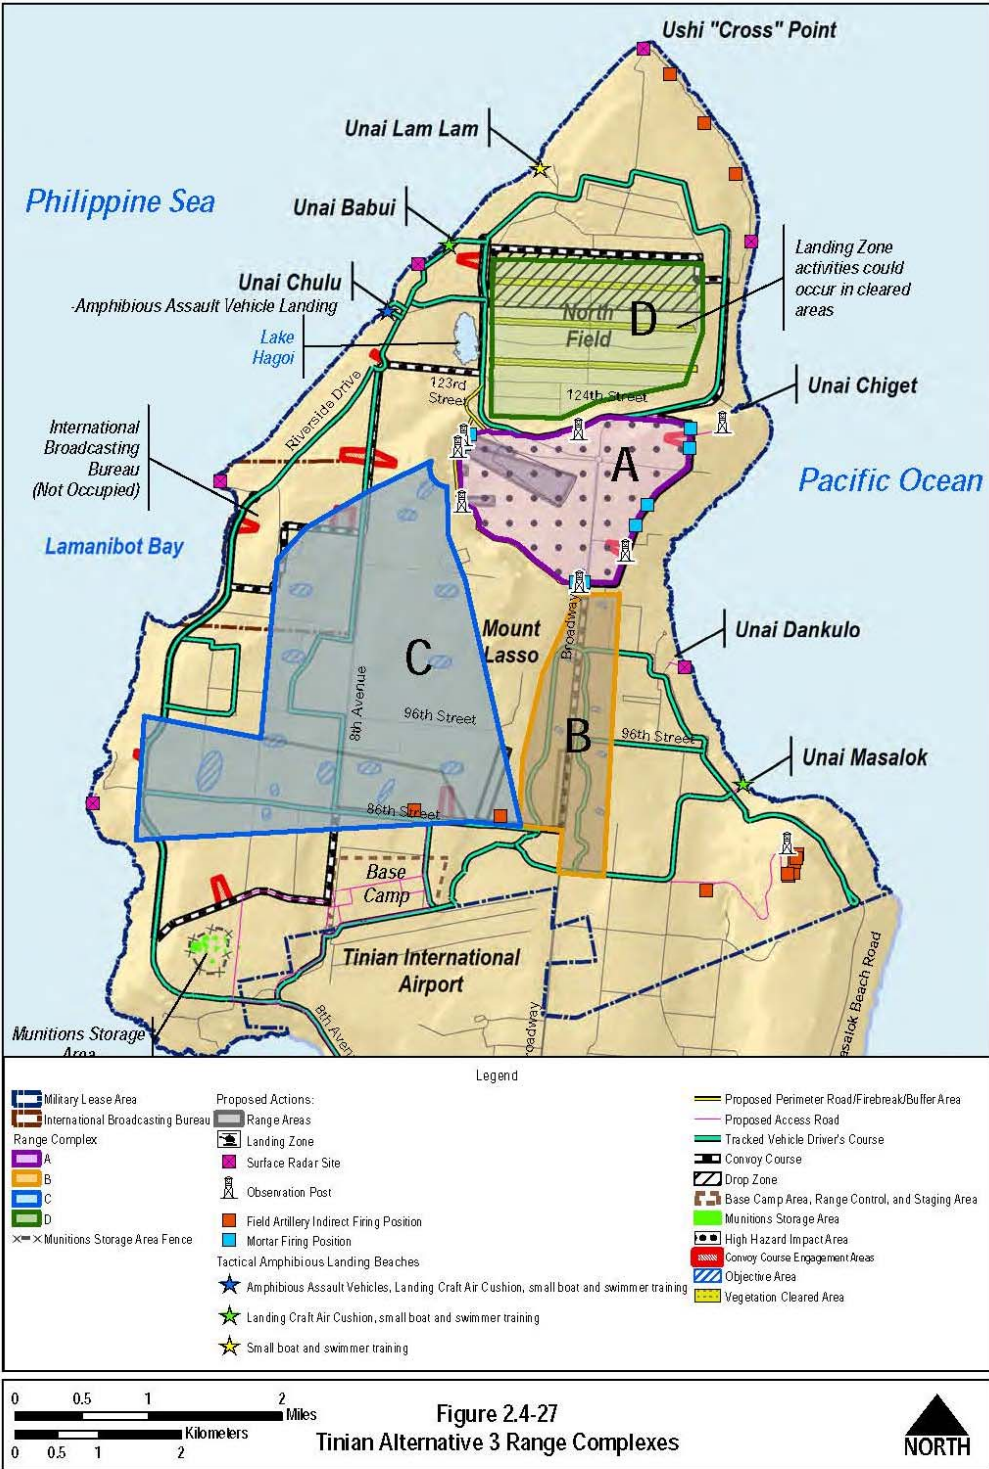 Ushi "Cross" Point
Unai Lam Lam
Philippine Sea
Unai Babui
Unai Chulu
-Amphibious Assault Vehicle Landing
Lake
Hagoi
Landing Zone
activities could
occur in cleared
areas
North
Field
D
123rd
Street
124th Street
Unai Chiget
Riverside Drive
International
Broadcasting
Bureau
(Not Occupied)
A
Pacific Ocean
Lamanibot Bay
Mount
Lasso
Broadway
Unai Dankulo
C
8th Avenue
96th Street
B
96th Street
Unai Masalok
86th Street
Base
Camp
Tinian International
Airport
Munitions Storage
Area
8th Aven
roadway
asalok Beach Road
Legend
Military Lease Area
International Broadcasting Bureau
Range Complex
A
B
C
D
Munitions Storage Area Fence
Proposed Actions:
Range Areas
Landing Zone
Surface Radar Site
Observation Post
Field Artillery Indirect Firing Position
Mortar Firing Position
Tactical Amphibious Landing Beaches
Amphibious Assault Vehicles, Landing Craft Air Cushion, small boat and swimmer training
Landing Craft Air Cushion, small boat and swimmer training
Small boat and swimmer training
Proposed Perimeter Road/Firebreak/Buffer Area
Proposed Access Road
Tracked Vehicle Driver's Course
Convoy Course
Drop Zone
Base Camp Area, Range Control, and Staging Area
Munitions Storage Area
High Hazard Impact Area
Convoy Course Engagement Areas
Objective Area
Vegetation Cleared Area
0 0.5 1 2
Miles
Kilometers
0 0.5 1 2
Figure 2.4-27
Tinian Alternative 3 Range Complexes
NORTH